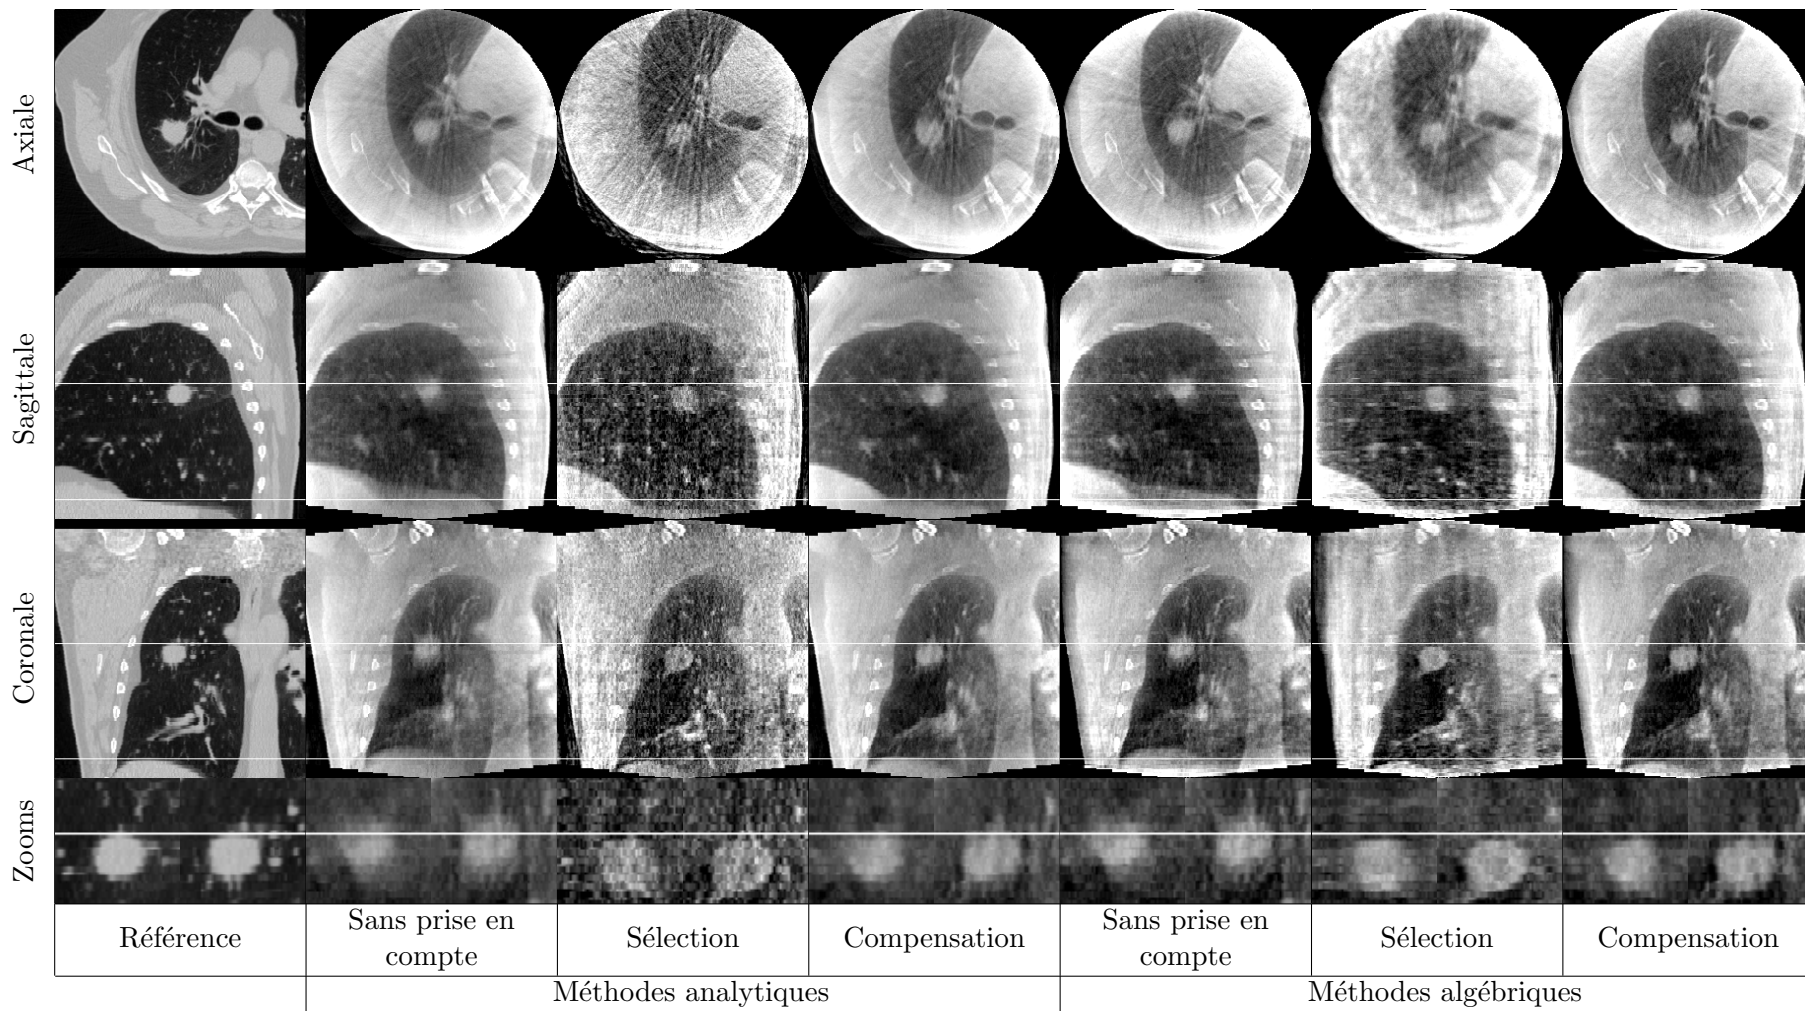 Axiale
Sagittale
Coronale
Zooms
Référence
Sans prise en
compte
Sélection
Compensation
Sans prise en
compte
Sélection
Compensation
Méthodes analytiques
Méthodes algébriques